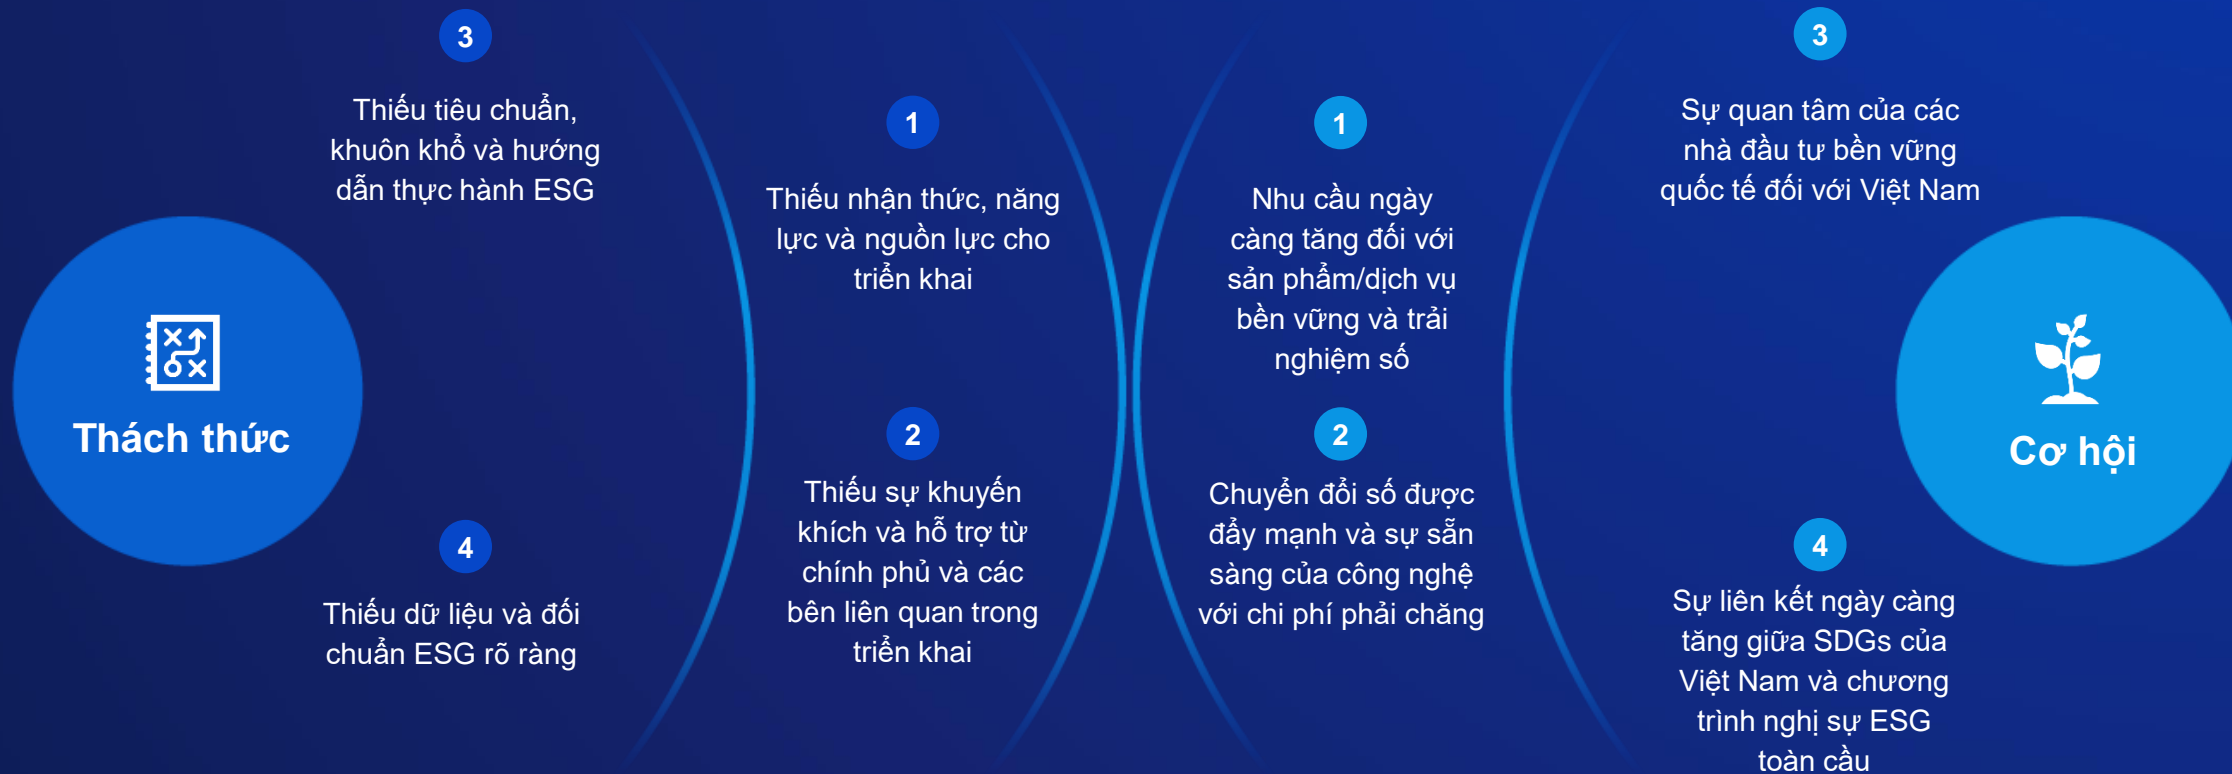 Thách thức
3
Thiếu tiêu chuẩn,
khuôn khổ và hướng
dẫn thực hành ESG
4
Thiếu dữ liệu và đối
chuẩn ESG rõ ràng
1
Thiếu nhận thức, năng
lực và nguồn lực cho
triển khai
2
Thiếu sự khuyến
khích và hỗ trợ từ
chính phủ và các
bên liên quan trong
triển khai
1
Nhu cầu ngày
càng tăng đối với
sản phẩm/dịch vụ
bền vững và trải
nghiệm số
2
Chuyển đổi số được
đẩy mạnh và sự sẵn
sàng của công nghệ
với chi phí phải chăng
3
Sự quan tâm của các
nhà đầu tư bền vững
quốc tế đối với Việt Nam
4
Sự liên kết ngày càng
tăng giữa SDGs của
Việt Nam và chương
trình nghị sự ESG
toàn cầu
Cơ hội